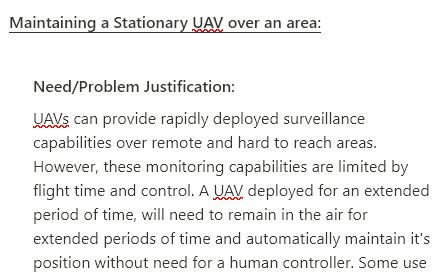 Maintaining a Stationary UAV over an area:
Need/Problem Justification:
UAVs can provide rapidly deployed surveillance
capabilities over remote and hard to reach areas.
However, these monitoring capabilities are limited by
flight time and control. A UAV deployed for an extended
period of time, will need to remain in the air for
extended periods of time and automatically maintain it's
position without need for a human controller. Some use